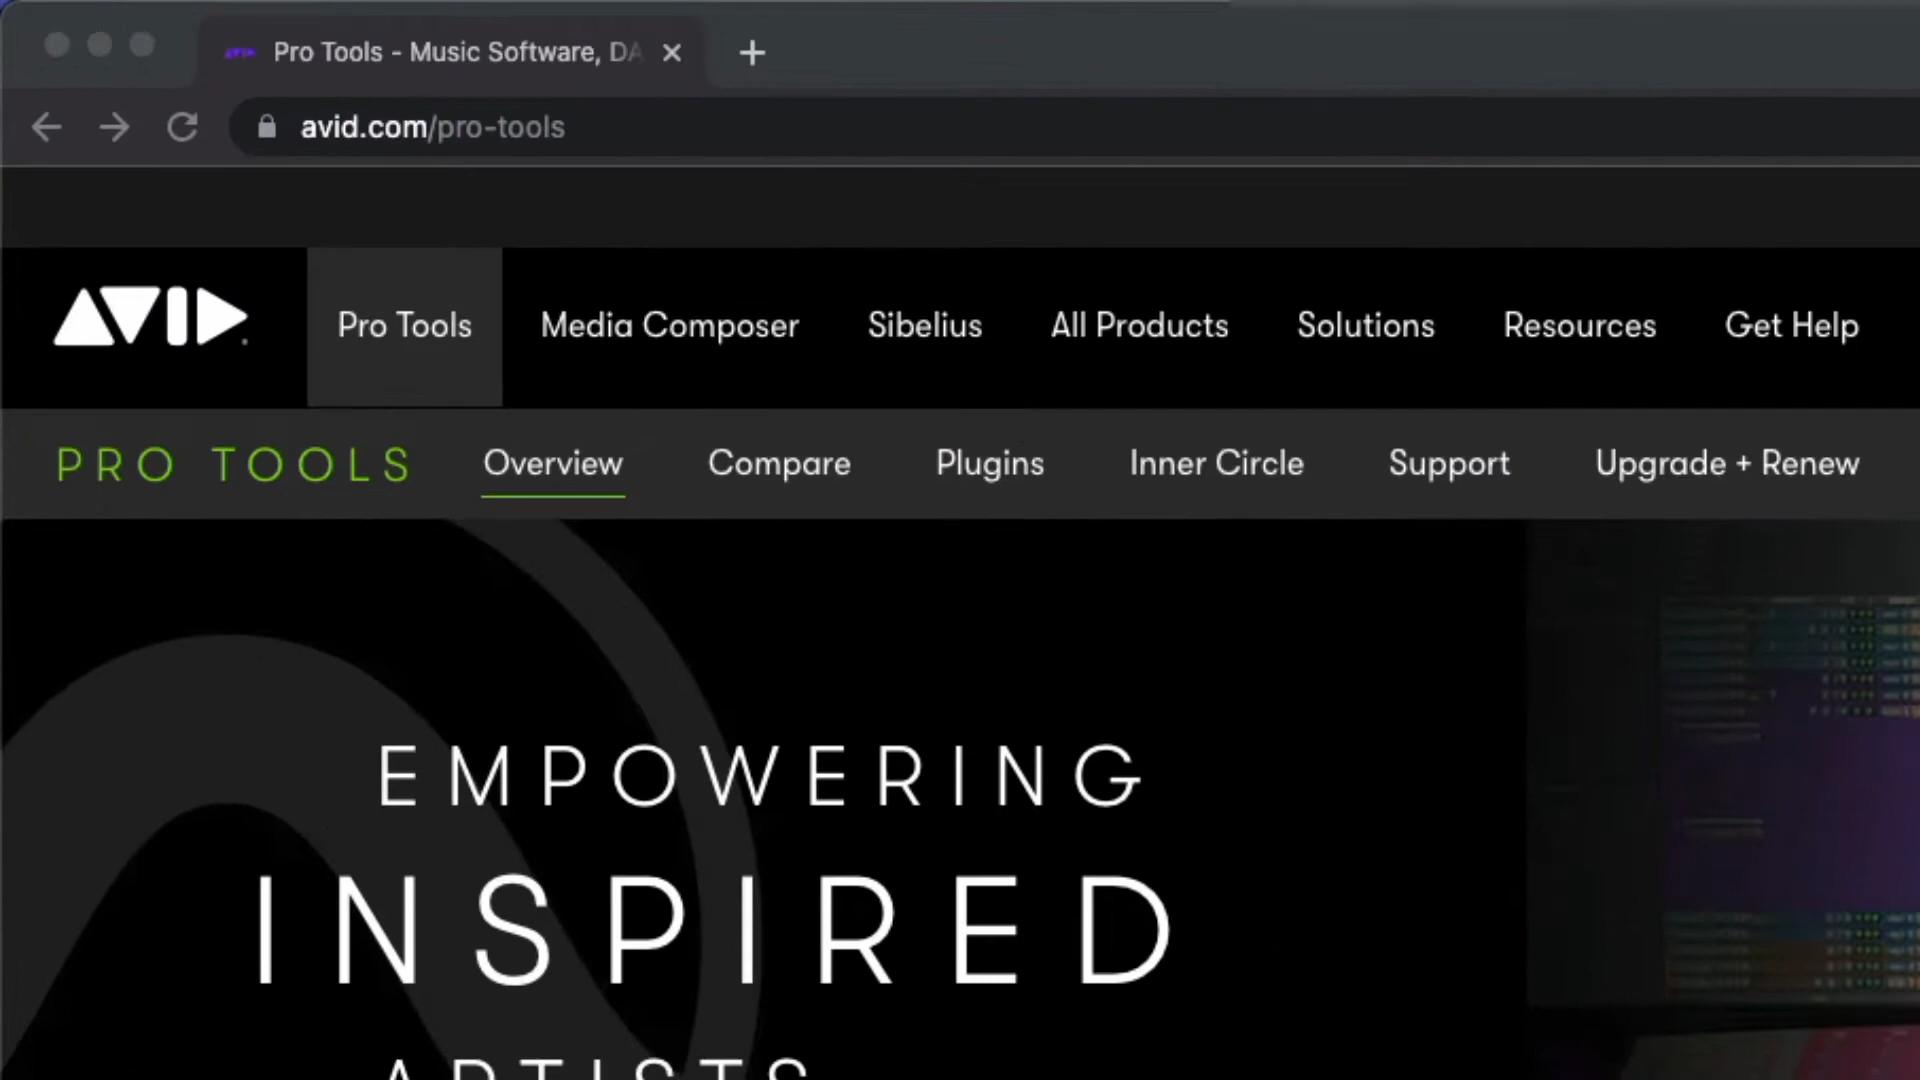 Pro Tools - Music Software, DA
avid.com/pro-tools
AVID
Pro Tools Media Composer Sibelius All Products Solutions Resources Get Help
PRO TOOLS Overview Compare Plugins Inner Circle Support Upgrade + Renew
EMPOWERING
INSPIRED
ARTISTS